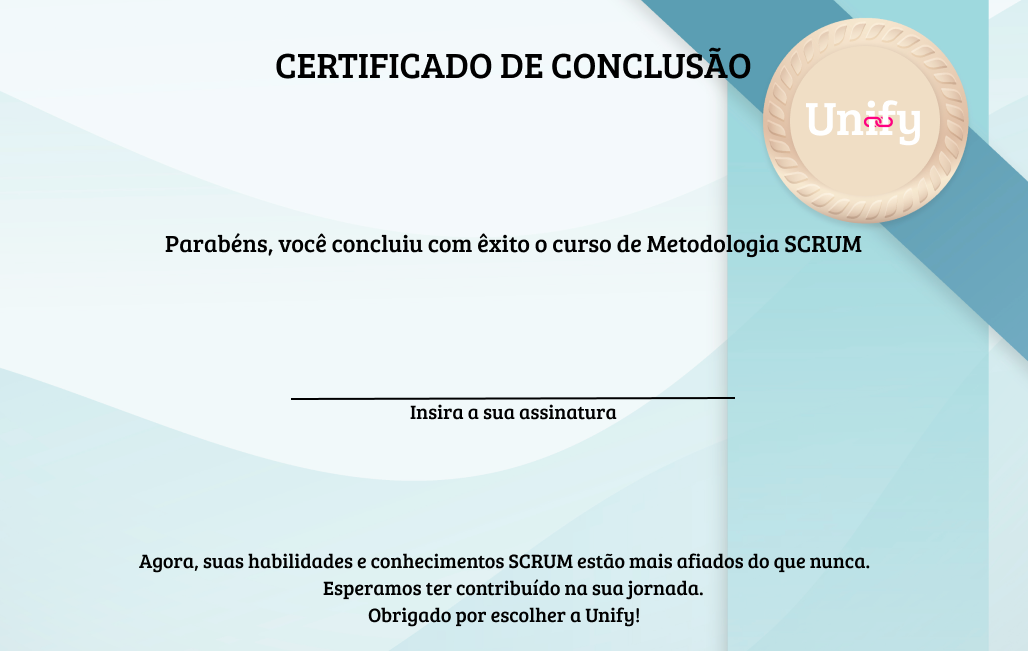 CERTIFICADO DE CONCLUSÃO
Unify
Parabéns, você concluiu com êxito o curso de Metodologia SCRUM
Insira a sua assinatura
Agora, suas habilidades e conhecimentos SCRUM estão mais afiados do que nunca.
Esperamos ter contribuído na sua jornada.
Obrigado por escolher a Unify!